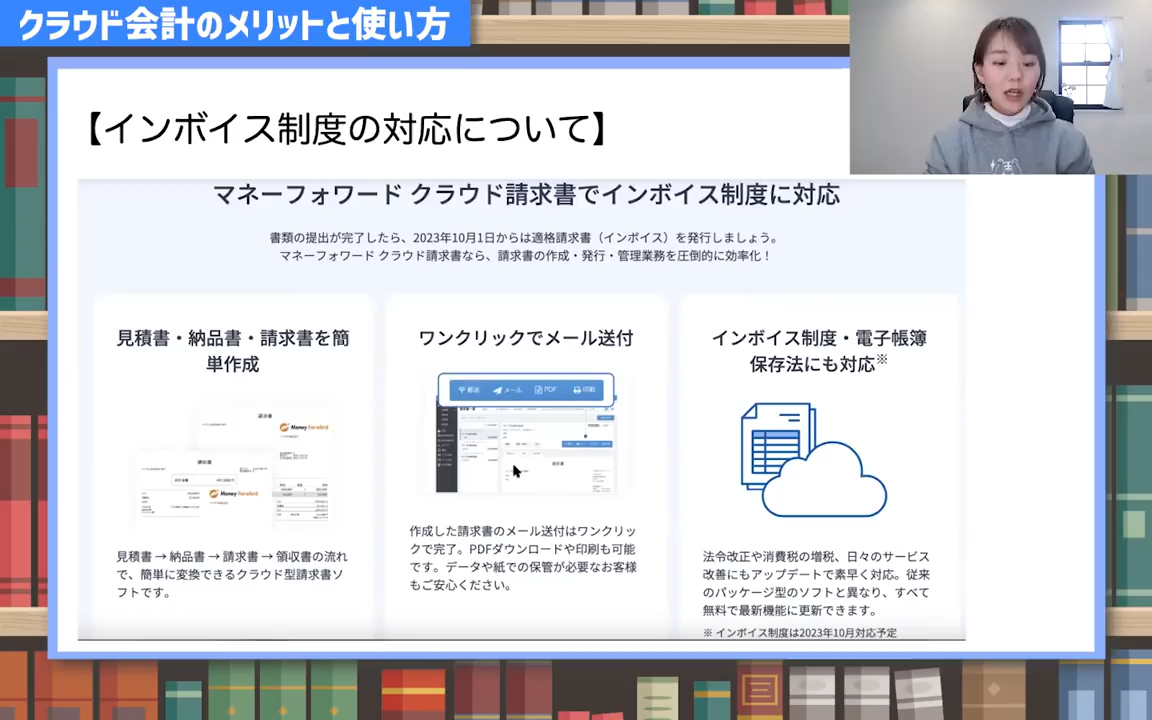 クラウド会計のメリットと使い方
【インボイス制度の対応について】
マネーフォワード クラウド請求書でインボイス制度に対応
書類の提出が完了したら、2023年10月1日からは適格請求書（インボイス）を発行しましょう。
マネーフォワード クラウド請求書なら、請求書の作成・発行・管理業務を圧倒的に効率化！
見積書・納品書・請求書を簡
単作成
Money Forward
Money Forward
見積書 → 納品書 → 請求書 → 領収書の流れ
で、簡単に変換できるクラウド型請求書ソ
フトです。
ワンクリックでメール送付
郵送 メール PDF 印刷
作成した請求書のメール送付はワンクリッ
クで完了。PDFダウンロードや印刷も可能
です。データや紙での保管が必要なお客様
もご安心ください。
インボイス制度・電子帳簿
保存法にも対応※
法令改正や消費税の増税、日々のサービス
改善にもアップデートで素早く対応。従来
のパッケージ型のソフトと異なり、すべて
無料で最新機能に更新できます。
※ インボイス制度は2023年10月対応予定